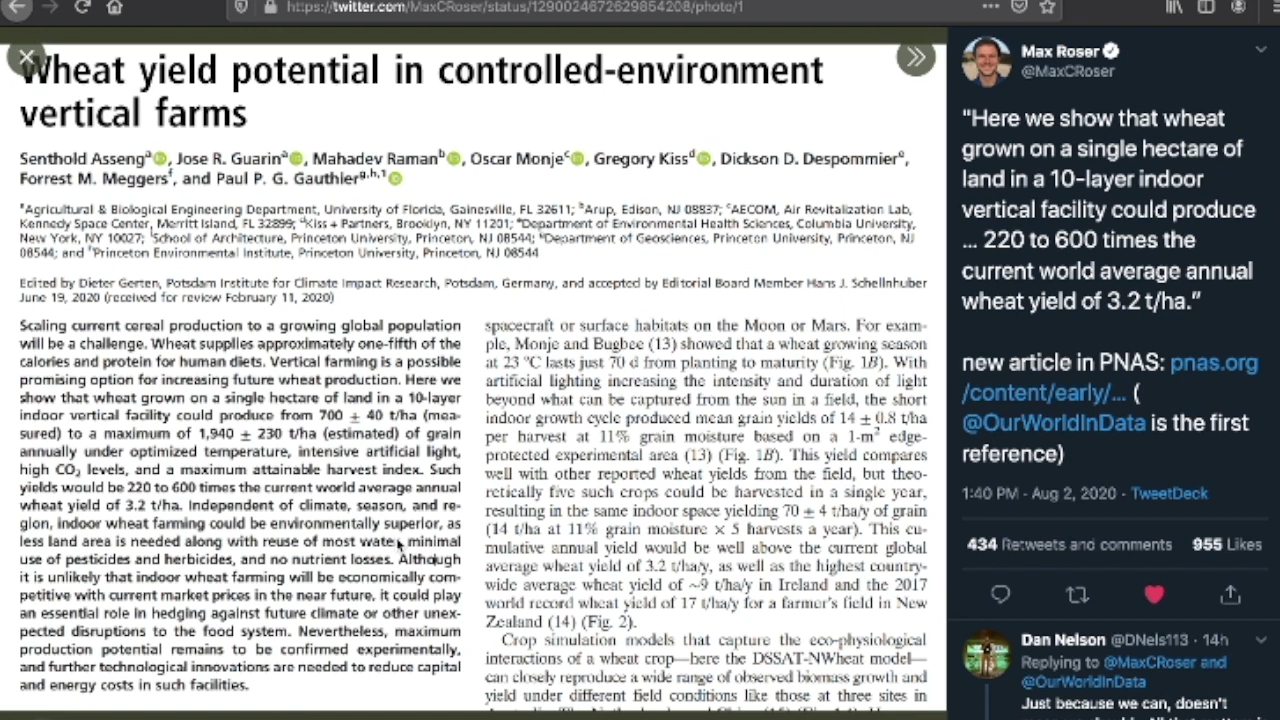 https://twitter.com/MaxCRoser/status/1290024672629854208/photo/1
Wheat yield potential in controlled-environment
vertical farms
Senthold Assengᵃ, Jose R. Guarinᵃ, Mahadev Ramanᵇ, Oscar Monjeᶜ, Gregory Kissᵈ, Dickson D. Despommierᵉ,
Forrest M. Meggersᶠ, and Paul P. G. Gauthierᵍ,ʰ,¹
ᵃAgricultural & Biological Engineering Department, University of Florida, Gainesville, FL 32611; ᵇArup, Edison, NJ 08837; ᶜAECOM, Air Revitalization Lab,
Kennedy Space Center, Merritt Island, FL 32899; ᵈKiss + Partners, Brooklyn, NY 11201; ᵉDepartment of Environmental Health Sciences, Columbia University,
New York, NY 10027; ᶠSchool of Architecture, Princeton University, Princeton, NJ 08544; ᵍDepartment of Geosciences, Princeton University, Princeton, NJ
08544; and ʰPrinceton Environmental Institute, Princeton University, Princeton, NJ 08544
Edited by Dieter Gerten, Potsdam Institute for Climate Impact Research, Potsdam, Germany, and accepted by Editorial Board Member Hans J. Schellnhuber
June 19, 2020 (received for review February 11, 2020)
Scaling current cereal production to a growing global population
will be a challenge. Wheat supplies approximately one-fifth of the
calories and protein for human diets. Vertical farming is a possible
promising option for increasing future wheat production. Here we
show that wheat grown on a single hectare of land in a 10-layer
indoor vertical facility could produce from 700 ± 40 t/ha (mea-
sured) to a maximum of 1,940 ± 230 t/ha (estimated) of grain
annually under optimized temperature, intensive artificial light,
high CO₂ levels, and a maximum attainable harvest index. Such
yields would be 220 to 600 times the current world average annual
wheat yield of 3.2 t/ha. Independent of climate, season, and re-
gion, indoor wheat farming could be environmentally superior, as
less land area is needed along with reuse of most water, minimal
use of pesticides and herbicides, and no nutrient losses. Although
it is unlikely that indoor wheat farming will be economically com-
petitive with current market prices in the near future, it could play
an essential role in hedging against future climate or other unex-
pected disruptions to the food system. Nevertheless, maximum
production potential remains to be confirmed experimentally,
and further technological innovations are needed to reduce capital
and energy costs in such facilities.
spacecraft or surface habitats on the Moon or Mars. For exam-
ple, Monje and Bugbee (13) showed that a wheat growing season
at 23 °C lasts just 70 d from planting to maturity (Fig. 1B). With
artificial lighting increasing the intensity and duration of light
beyond what can be captured from the sun in a field, the short
indoor growth cycle produced mean grain yields of 14 ± 0.8 t/ha
per harvest at 11% grain moisture based on a 1-m² edge-
protected experimental area (13) (Fig. 1B). This yield compares
well with other reported wheat yields from the field, but theo-
retically five such crops could be harvested in a single year,
resulting in the same indoor space yielding 70 ± 4 t/ha/y of grain
(14 t/ha at 11% grain moisture × 5 harvests a year). This cu-
mulative annual yield would be well above the current global
average wheat yield of 3.2 t/ha/y, as well as the highest country-
wide average wheat yield of ~9 t/ha/y in Ireland and the 2017
world record wheat yield of 17 t/ha/y for a farmer's field in New
Zealand (14) (Fig. 2).
Crop simulation models that capture the eco-physiological
interactions of a wheat crop—here the DSSAT-NWheat model—
can closely reproduce a wide range of observed biomass growth and
yield under different field conditions like those at three sites in
Max Roser
@MaxCRoser
"Here we show that wheat
grown on a single hectare of
land in a 10-layer indoor
vertical facility could produce
... 220 to 600 times the
current world average annual
wheat yield of 3.2 t/ha."
new article in PNAS: pnas.org
/content/early/... (
@OurWorldInData is the first
reference)
1:40 PM · Aug 2, 2020 · TweetDeck
434 Retweets and comments 955 Likes
Dan Nelson @DNels113 · 14h
Replying to @MaxCRoser and
@OurWorldInData
Just because we can, doesn't